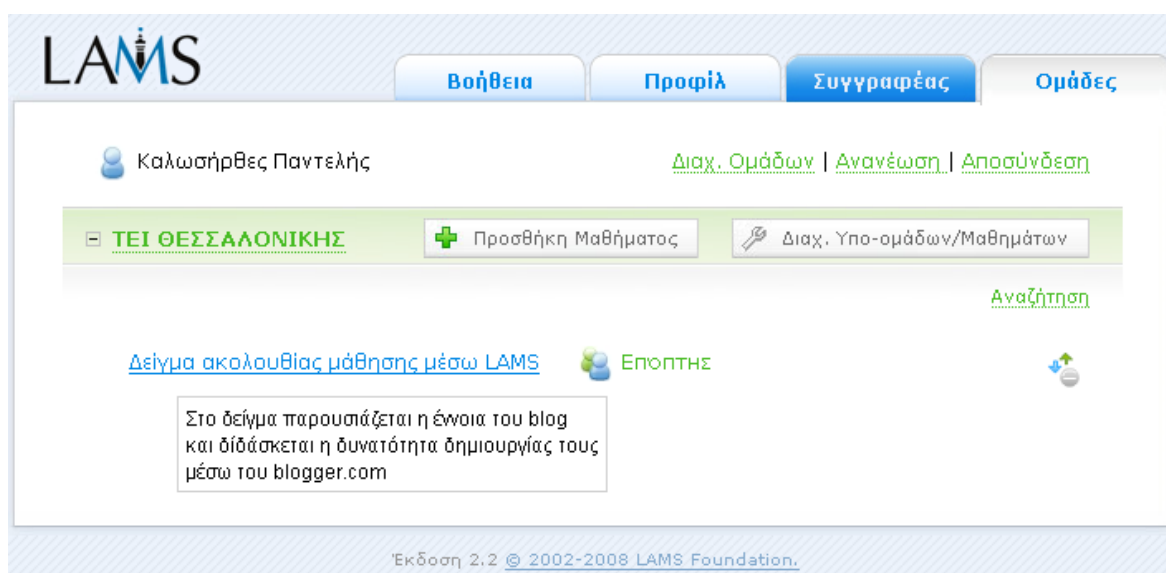 LAMS
Βοήθεια Προφίλ Συγγραφέας Ομάδες
Καλωσήρθες Παντελής Διαχ. Ομάδων | Ανανέωση | Αποσύνδεση
ΤΕΙ ΘΕΣΣΑΛΟΝΙΚΗΣ Προσθήκη Μαθήματος Διαχ. Υπο-ομάδων/Μαθημάτων
Αναζήτηση
Δείγμα ακολουθίας μάθησης μέσω LAMS Επόπτης
Στο δείγμα παρουσιάζεται η έννοια του blog
και δίδάσκεται η δυνατότητα δημιουργίας τους
μέσω του blogger.com
Έκδοση 2.2 © 2002-2008 LAMS Foundation.